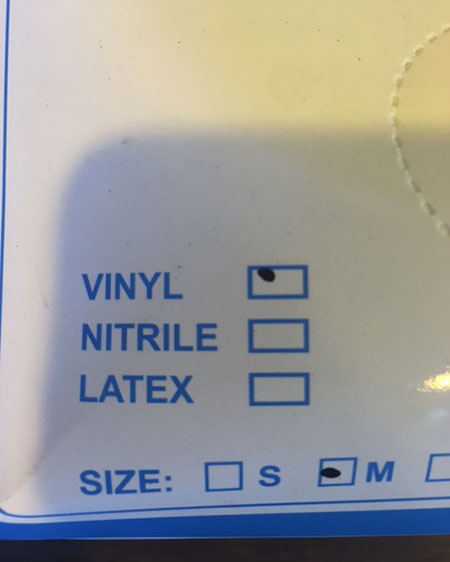 VINYL
NITRILE
LATEX
SIZE: S M